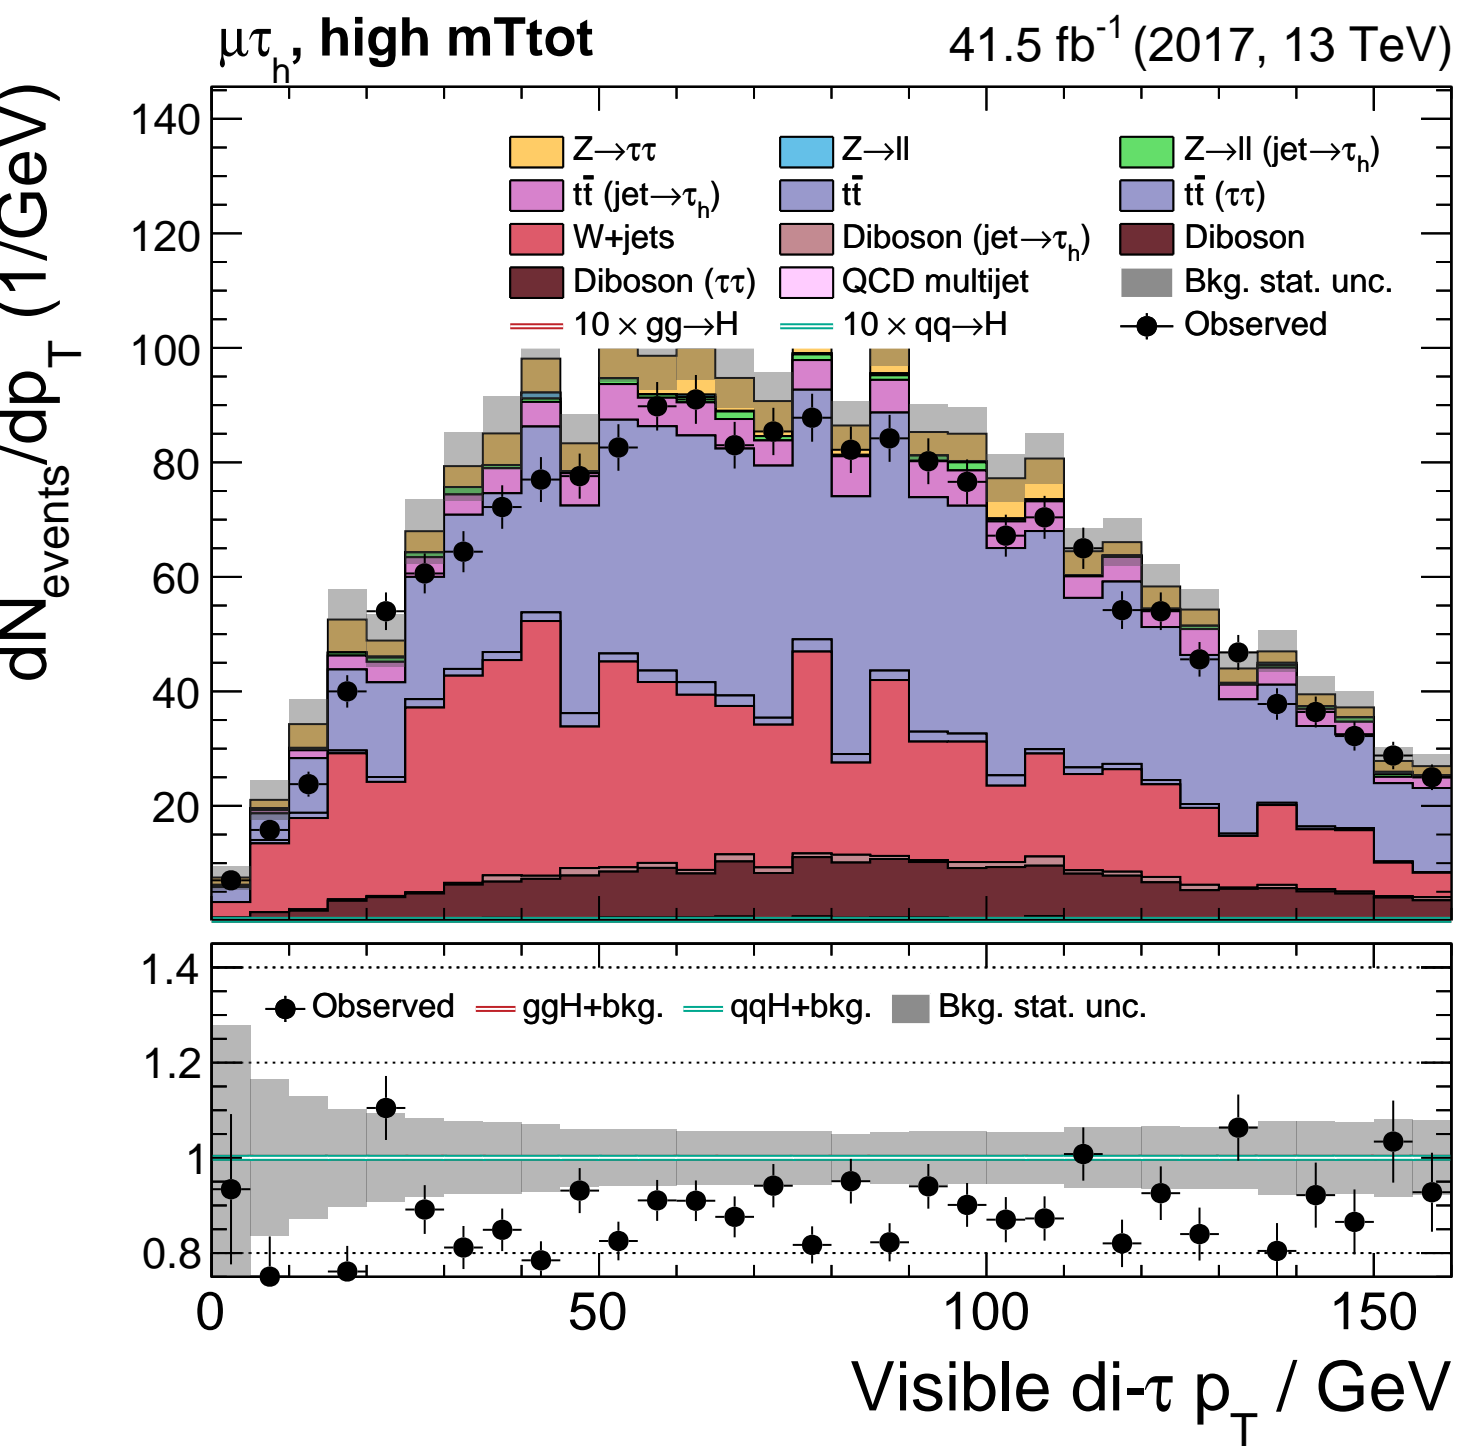 μτh, high mTtot 41.5 fb-1 (2017, 13 TeV)
dNevents/dpT (1/GeV)
140
120
100
80
60
40
20
Z→ττ Z→ll Z→ll (jet→τh)
tt̄ (jet→τh) tt̄ tt̄ (ττ)
W+jets Diboson (jet→τh) Diboson
Diboson (ττ) QCD multijet Bkg. stat. unc.
10 × gg→H 10 × qq→H Observed
1.4
1.2
1
0.8
Observed ggH+bkg. qqH+bkg. Bkg. stat. unc.
0 50 100 150
Visible di-τ pT / GeV